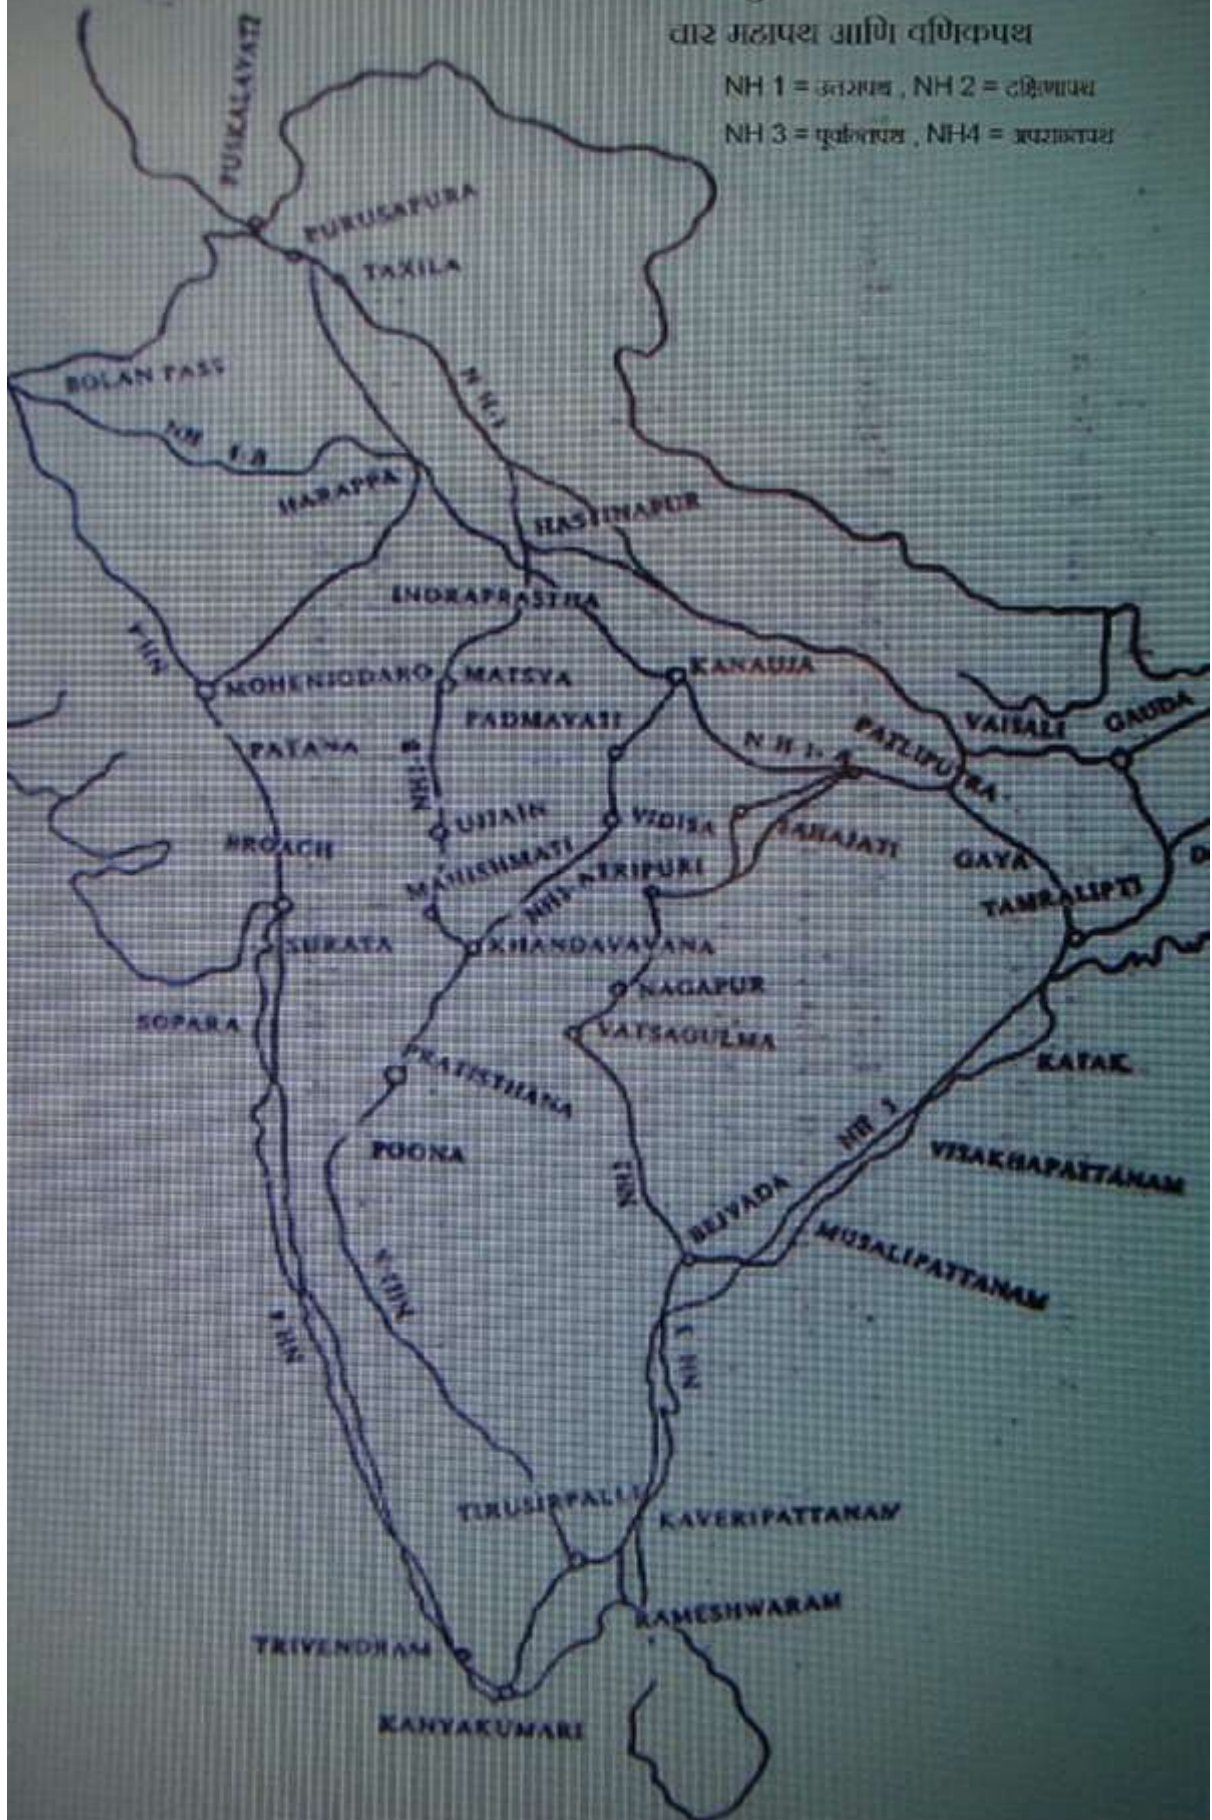 चार महापथ आणि वणिकपथ
NH 1 = उत्तरापथ , NH 2 = दक्षिणापथ
NH 3 = पूर्वान्तपथ , NH4 = अपरान्तपथ
PUSKALAVATI
PURUSAPURA
TAXILA
BOLAN PASS
N H-1
HARAPPA
HASTINAPUR
INDRAPRASTHA
MOHENJODARO
MATSYA
KANAUJA
PADMAVATI
VAISALI
GAUDA
PATANA
N H 1- A
PATLIPUTRA
UJJAIN
VIDISA
SAHAJATI
BROACH
GAYA
MAHISHMATI
TRIPURI
TAMRALIPTI
SURATA
KHANDAVAVANA
NAGAPUR
SOPARA
VATSAGULMA
KATAK
PRATISTHANA
POONA
VISAKHAPATTANAM
BEJVADA
MUSALIPATTANAM
TIRUSIRPALLI
KAVERIPATTANAM
RAMESHWARAM
TRIVENDRAM
KANYAKUMARI